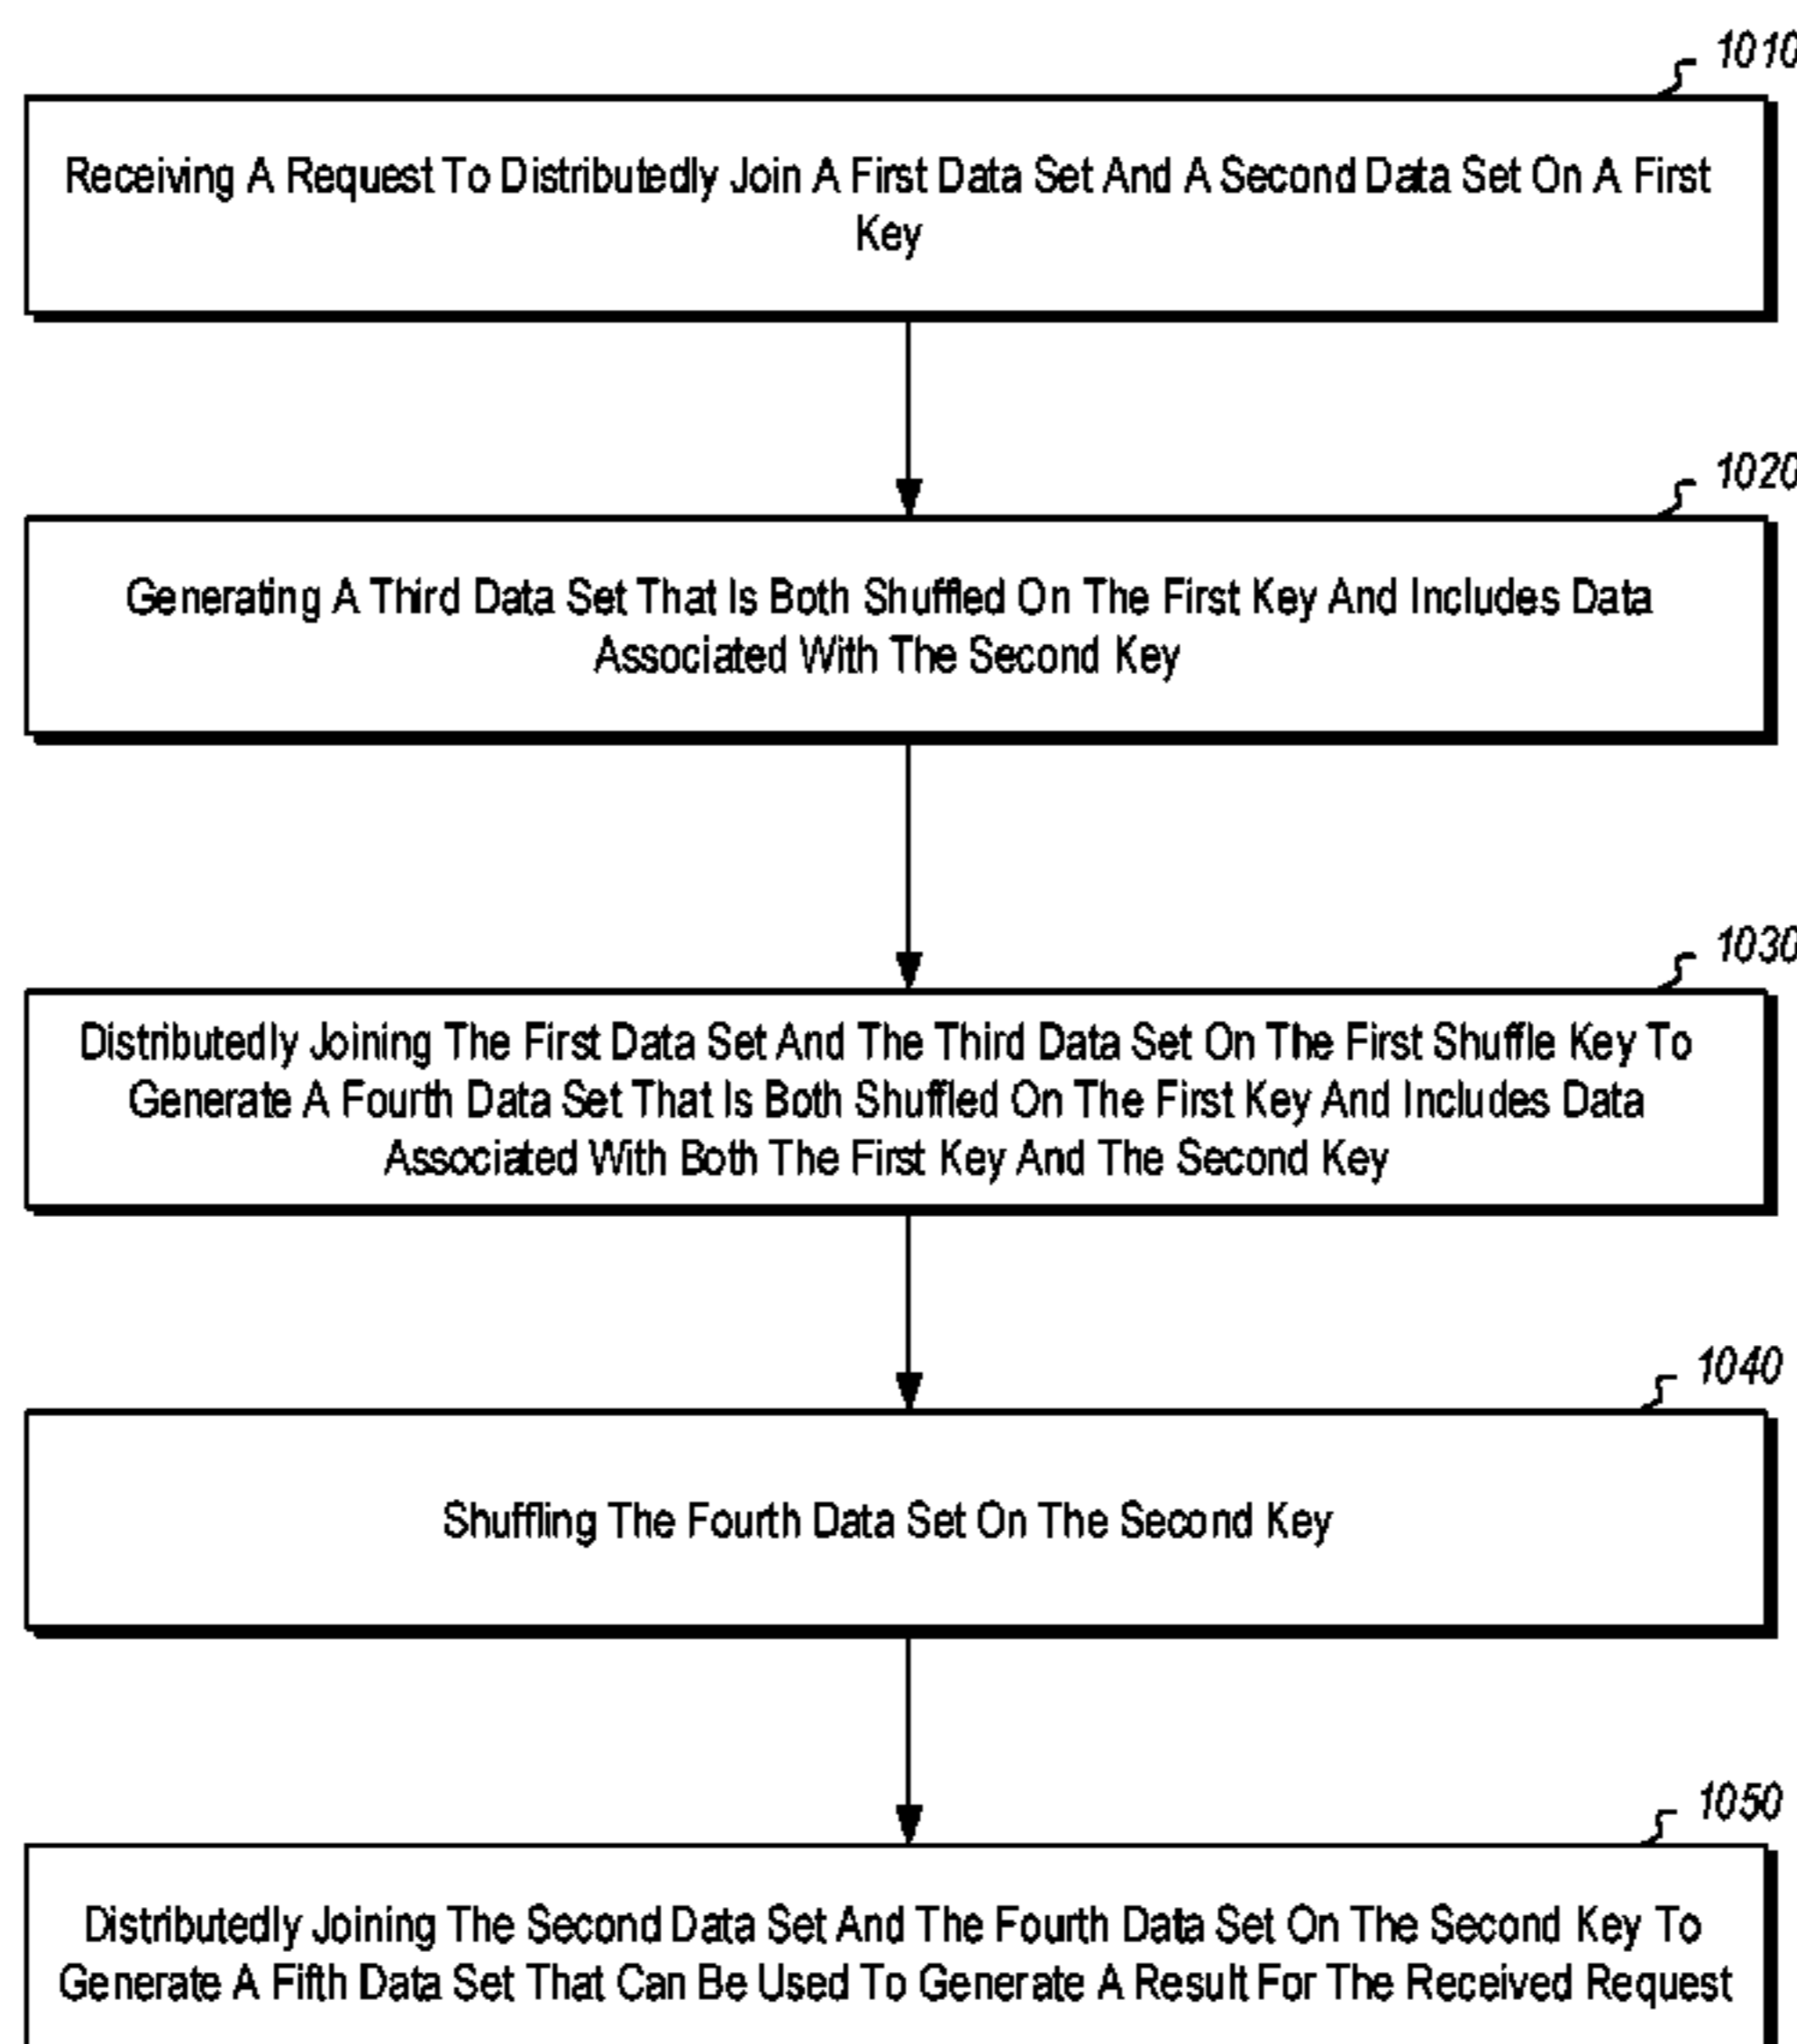 1010
Receiving A Request To Distributedly Join A First Data Set And A Second Data Set On A First
Key
1020
Generating A Third Data Set That Is Both Shuffled On The First Key And Includes Data
Associated With The Second Key
1030
Distributedly Joining The First Data Set And The Third Data Set On The First Shuffle Key To
Generate A Fourth Data Set That Is Both Shuffled On The First Key And Includes Data
Associated With Both The First Key And The Second Key
1040
Shuffling The Fourth Data Set On The Second Key
1050
Distributedly Joining The Second Data Set And The Fourth Data Set On The Second Key To
Generate A Fifth Data Set That Can Be Used To Generate A Result For The Received Request